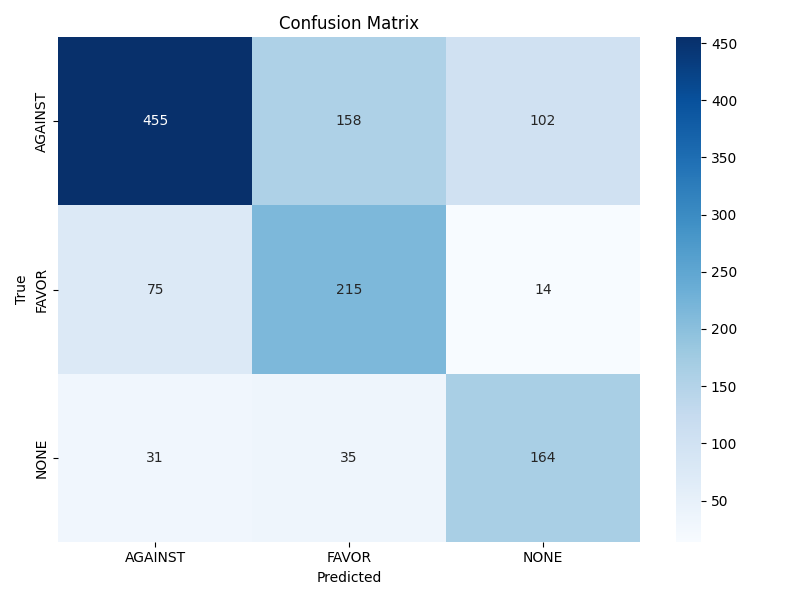 Confusion Matrix
True
AGAINST
455 158 102
FAVOR
75 215 14
NONE
31 35 164
AGAINST FAVOR NONE
Predicted
450
400
350
300
250
200
150
100
50